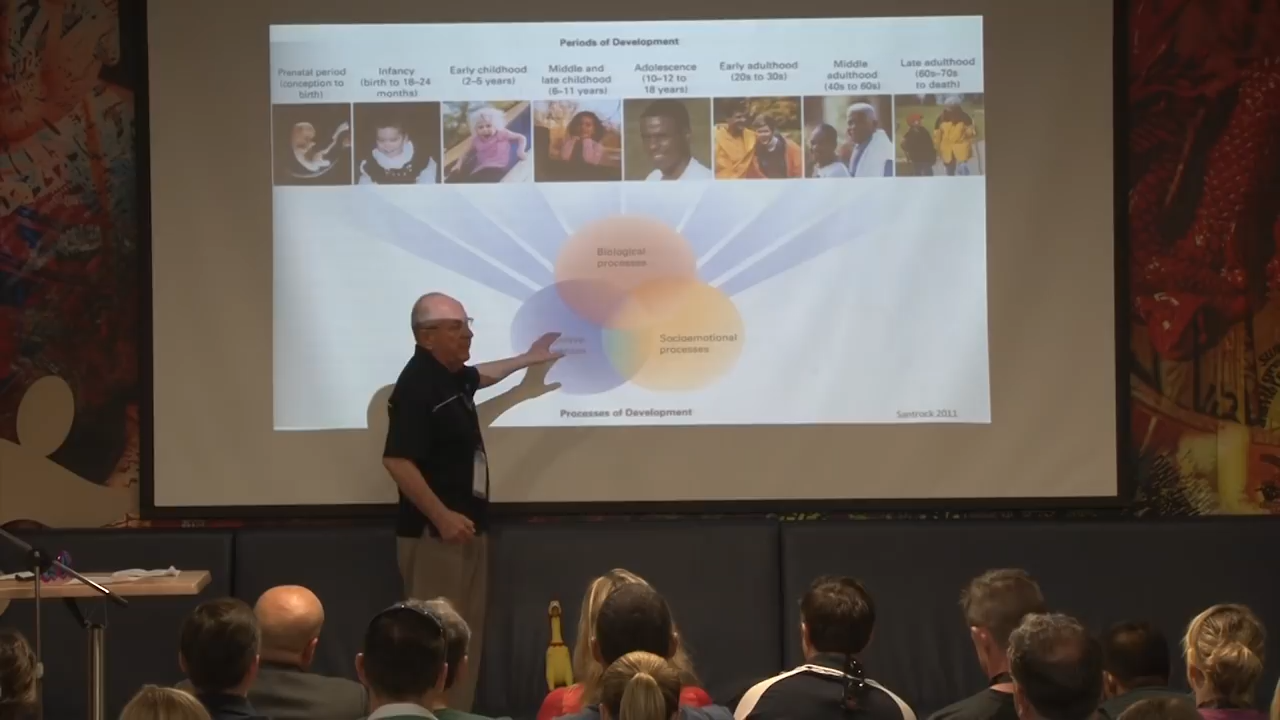 Periods of Development
Prenatal period
(conception to
birth)
Infancy
(birth to 18–24
months)
Early childhood
(2–5 years)
Middle and
late childhood
(6–11 years)
Adolescence
(10–12 to
18 years)
Early adulthood
(20s to 30s)
Middle
adulthood
(40s to 60s)
Late adulthood
(60s–70s
to death)
Biological
processes
Socioemotional
processes
Processes of Development
Santrock 2011